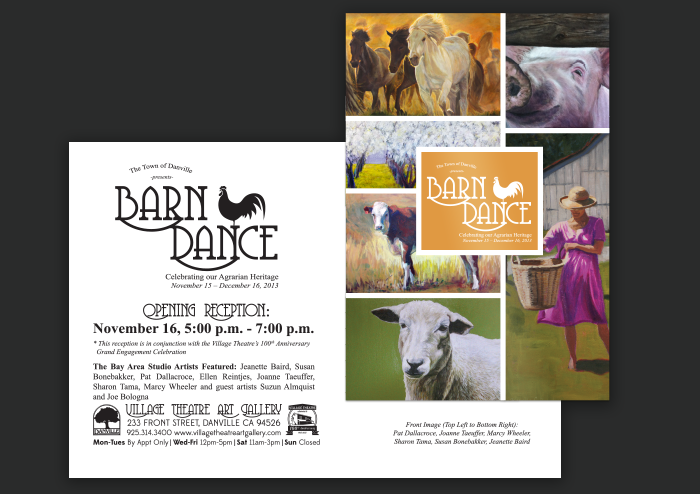 The Town of Danville
-presents-
BARN
DANCE
Celebrating our Agrarian Heritage
November 15 – December 16, 2013
OPENING RECEPTION:
November 16, 5:00 p.m. - 7:00 p.m.
* This reception is in conjunction with the Village Theatre's 100th Anniversary
Grand Engagement Celebration
The Bay Area Studio Artists Featured: Jeanette Baird, Susan
Bonebakker, Pat Dallacroce, Ellen Reintjes, Joanne Taeuffer,
Sharon Tama, Marcy Wheeler and guest artists Suzun Almquist
and Joe Bologna
DANVILLE
VILLAGE THEATRE ART GALLERY
233 FRONT STREET, DANVILLE CA 94526
925.314.3400 www.villagetheatreartgallery.com
Mon-Tues By Appt Only| Wed-Fri 12pm-5pm| Sat 11am-3pm| Sun Closed
The Town of Danville
presents
BARN
DANCE
Celebrating our Agrarian Heritage
November 15 – December 16, 2013
Front Image (Top Left to Bottom Right):
Pat Dallacroce, Joanne Taeuffer, Marcy Wheeler,
Sharon Tama, Susan Bonebakker, Jeanette Baird